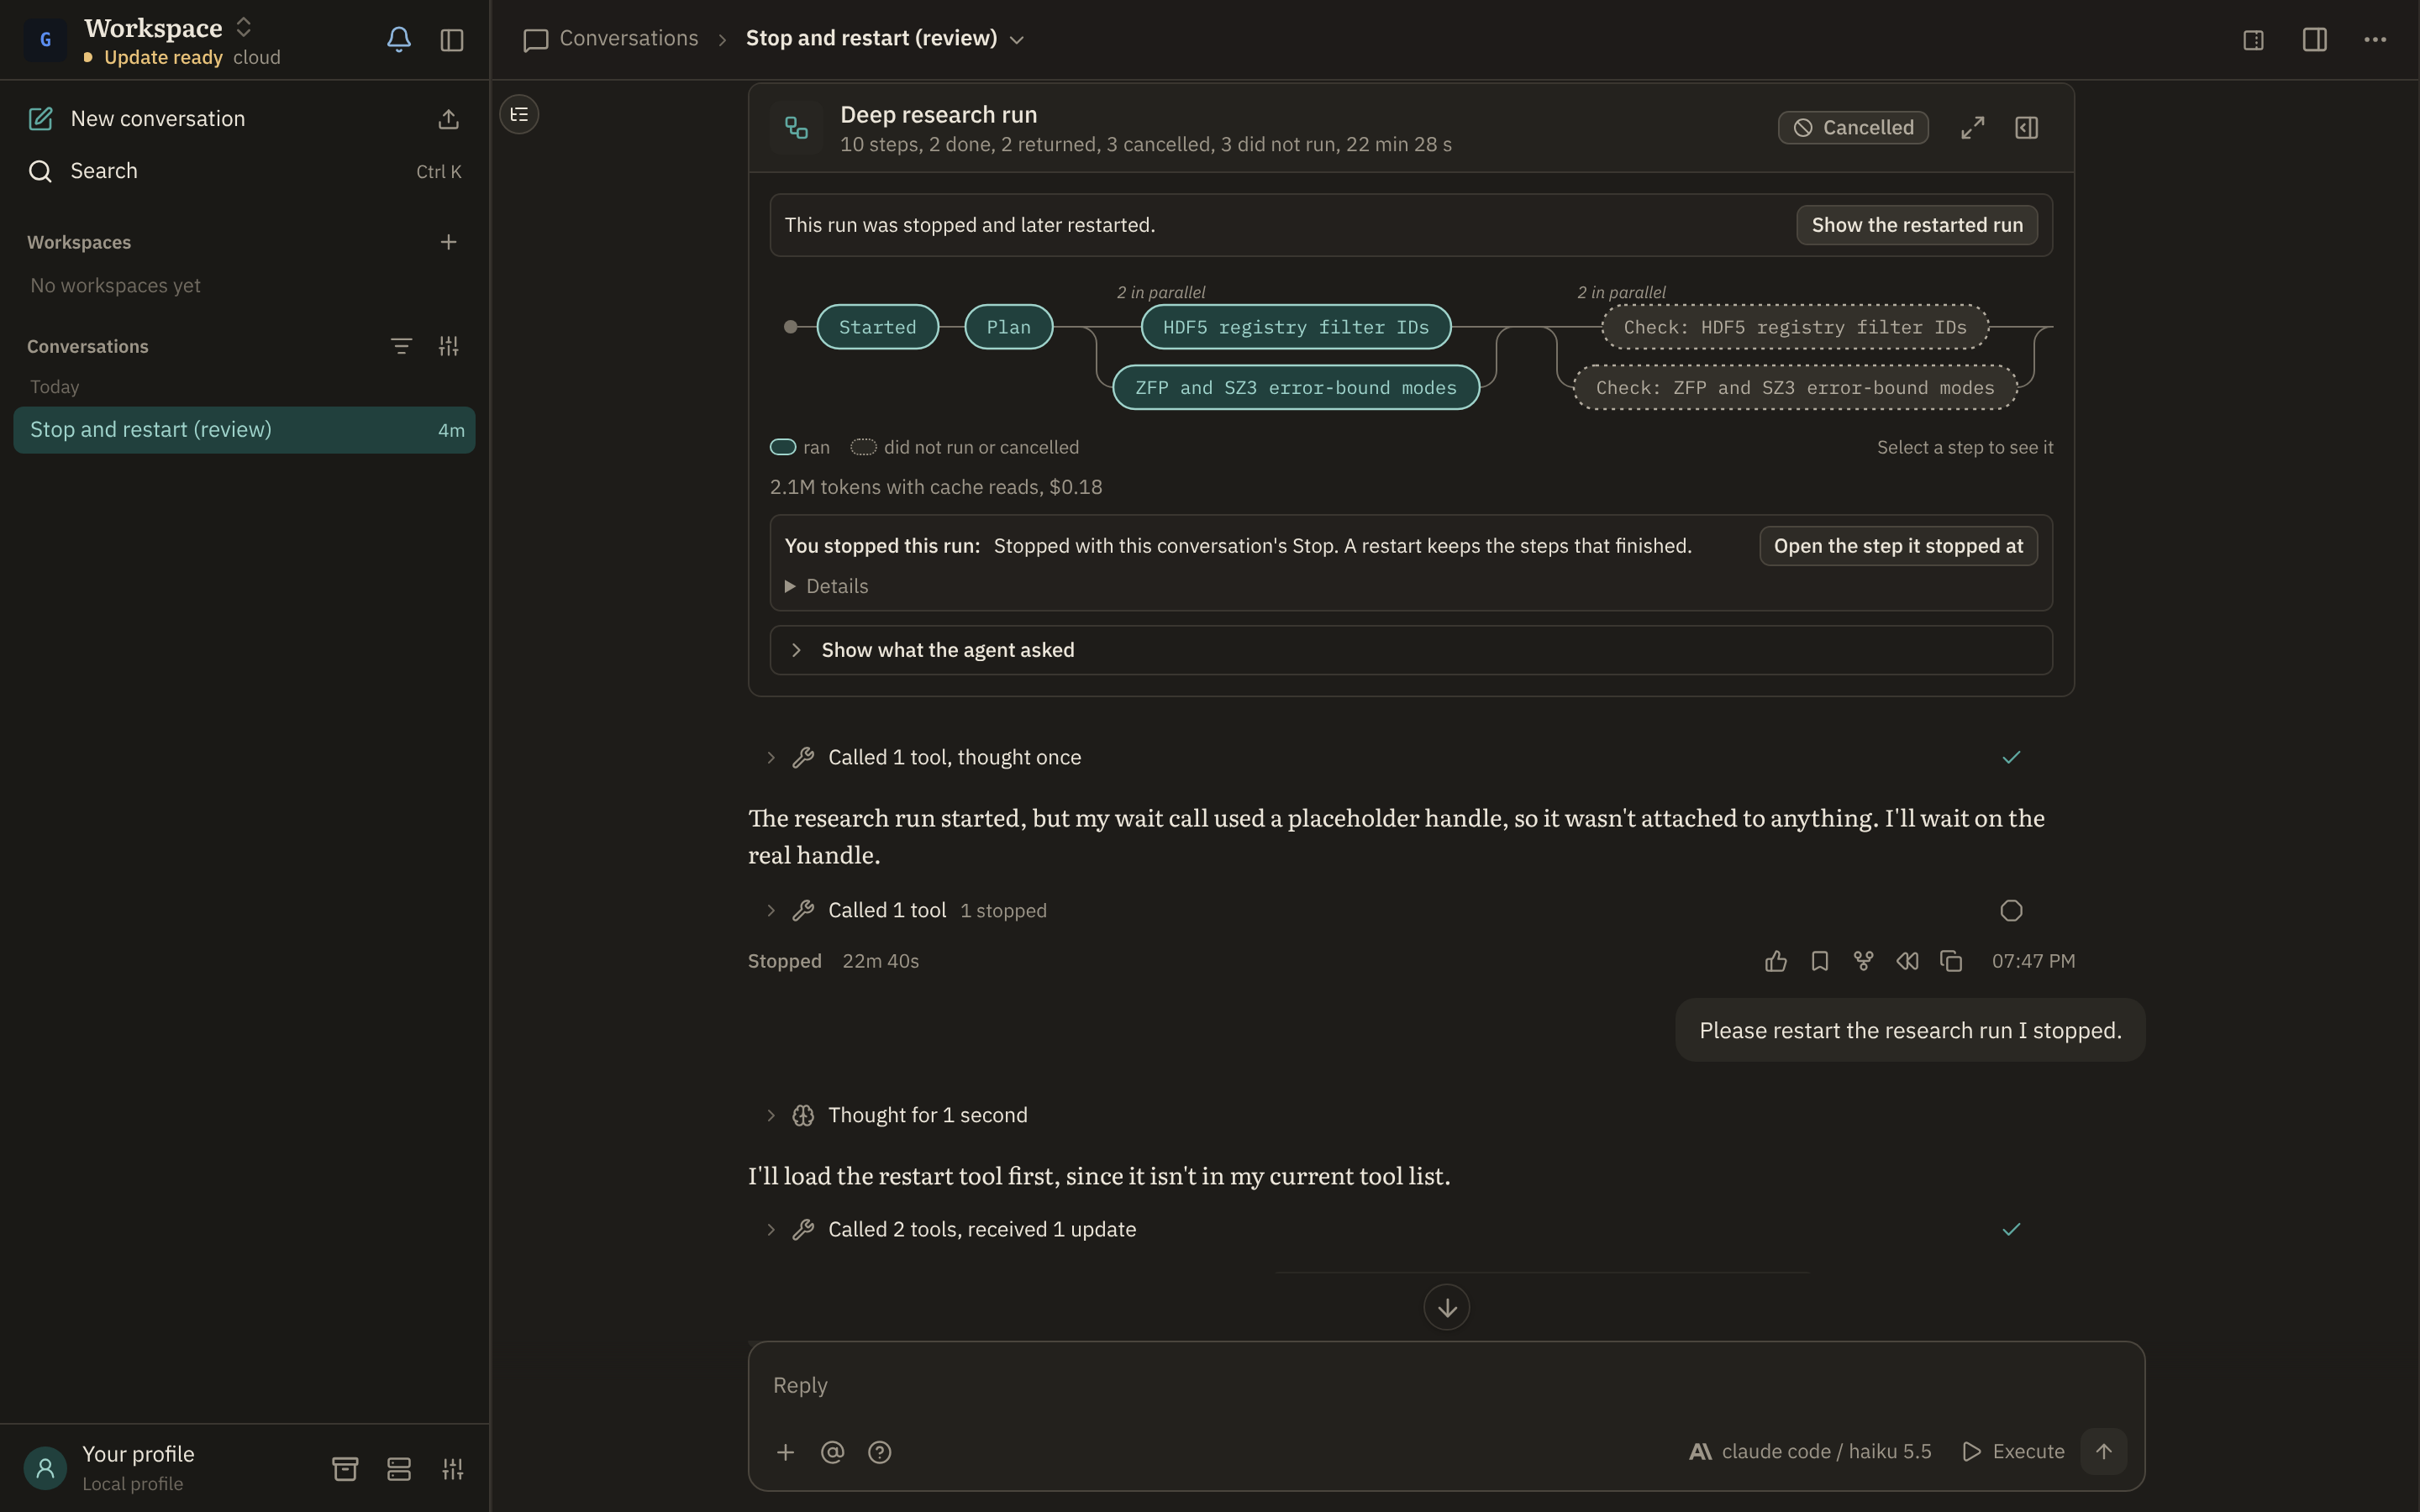 G
Workspace
Update ready cloud
New conversation
Search Ctrl K
Workspaces
No workspaces yet
Conversations
Today
Stop and restart (review) 4m
Your profile
Local profile
Conversations
Stop and restart (review)
Deep research run
10 steps, 2 done, 2 returned, 3 cancelled, 3 did not run, 22 min 28 s
Cancelled
This run was stopped and later restarted.
Show the restarted run
2 in parallel
2 in parallel
Started
Plan
HDF5 registry filter IDs
Check: HDF5 registry filter IDs
ZFP and SZ3 error-bound modes
Check: ZFP and SZ3 error-bound modes
ran
did not run or cancelled
Select a step to see it
2.1M tokens with cache reads, $0.18
You stopped this run: Stopped with this conversation's Stop. A restart keeps the steps that finished.
Open the step it stopped at
Details
Show what the agent asked
Called 1 tool, thought once
The research run started, but my wait call used a placeholder handle, so it wasn't attached to anything. I'll wait on the
real handle.
Called 1 tool 1 stopped
Stopped 22m 40s
07:47 PM
Please restart the research run I stopped.
Thought for 1 second
I'll load the restart tool first, since it isn't in my current tool list.
Called 2 tools, received 1 update
Reply
claude code / haiku 5.5
Execute